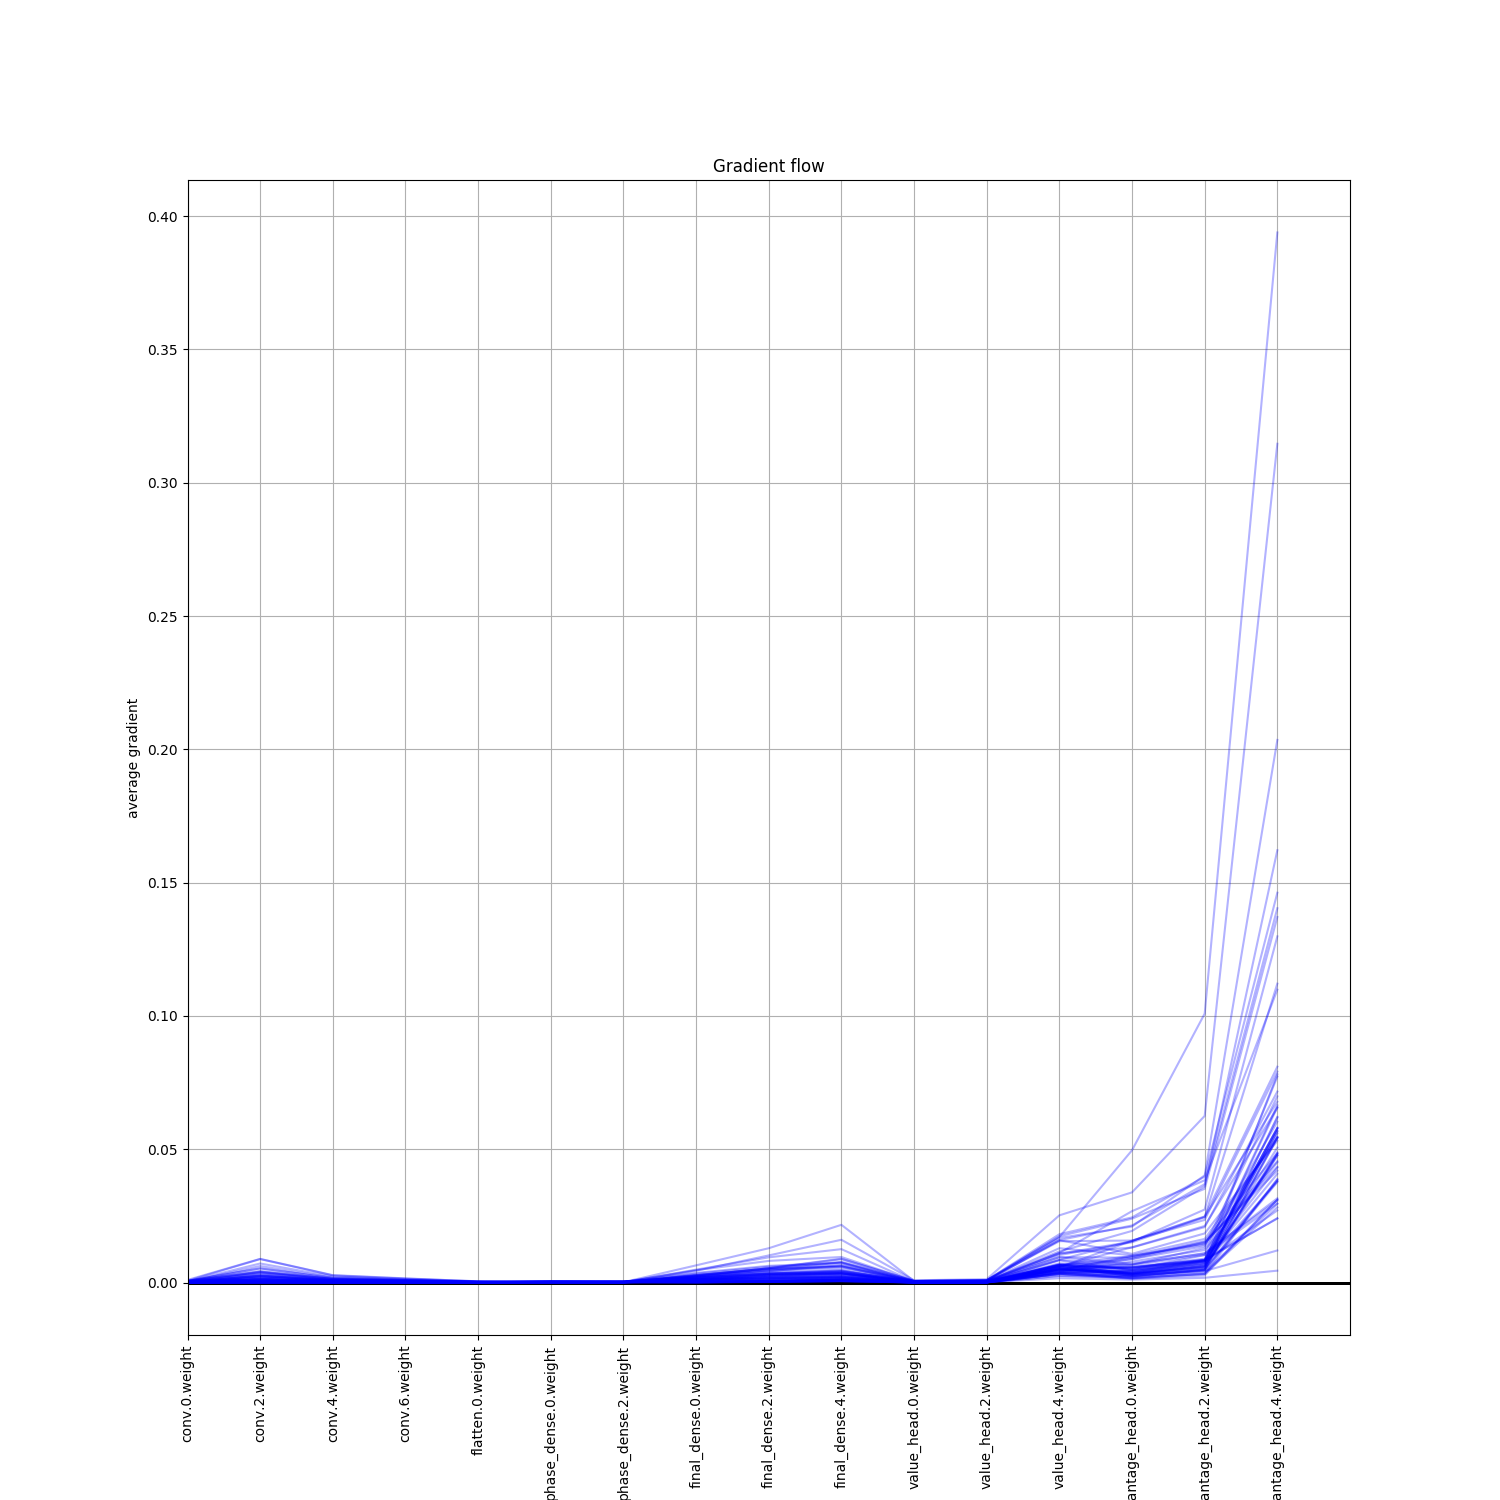 Gradient flow
0.40
0.35
0.30
0.25
0.20
0.15
0.10
0.05
0.00
average gradient
conv.0.weight
conv.2.weight
conv.4.weight
conv.6.weight
flatten.0.weight
phase_dense.0.weight
phase_dense.2.weight
final_dense.0.weight
final_dense.2.weight
final_dense.4.weight
value_head.0.weight
value_head.2.weight
value_head.4.weight
antage_head.0.weight
antage_head.2.weight
antage_head.4.weight